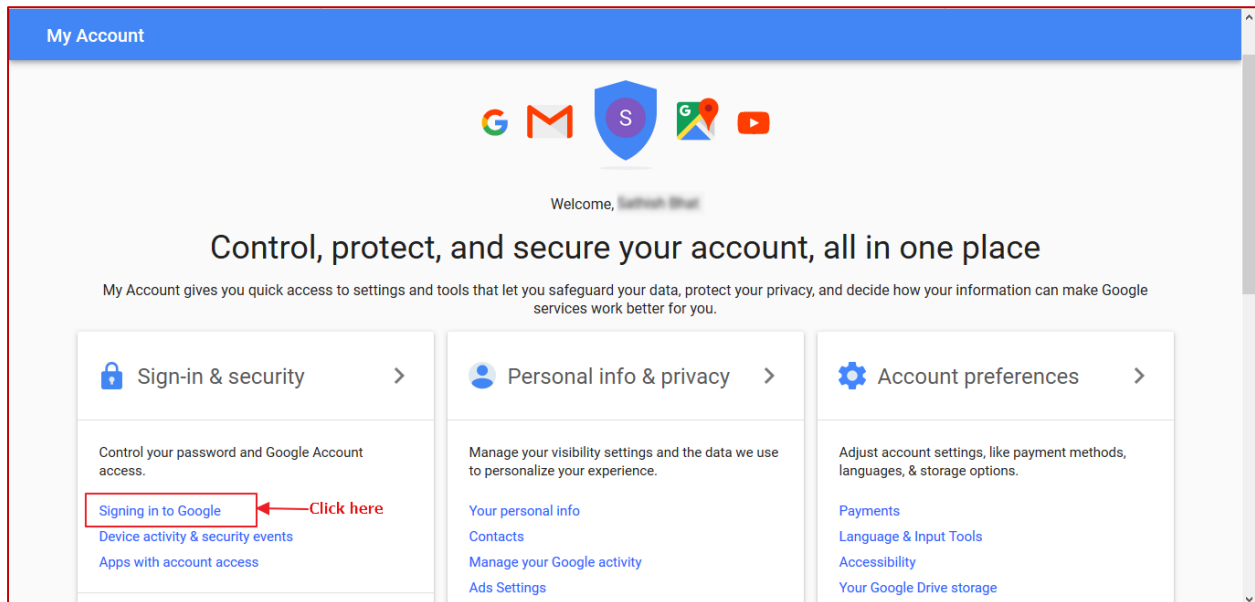 My Account
S
G
Welcome,
Control, protect, and secure your account, all in one place
My Account gives you quick access to settings and tools that let you safeguard your data, protect your privacy, and decide how your information can make Google
services work better for you.
Sign-in & security
Control your password and Google Account
access.
Signing in to Google
Click here
Device activity & security events
Apps with account access
Personal info & privacy
Manage your visibility settings and the data we use
to personalize your experience.
Your personal info
Contacts
Manage your Google activity
Ads Settings
Account preferences
Adjust account settings, like payment methods,
languages, & storage options.
Payments
Language & Input Tools
Accessibility
Your Google Drive storage